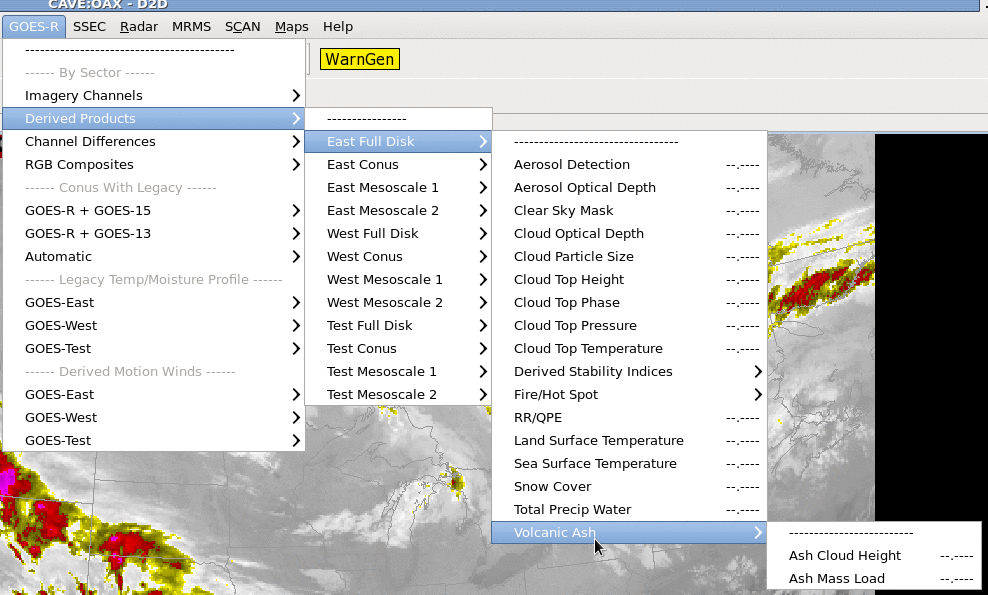 CAVE:OAX - D2D
GOES-R SSEC Radar MRMS SCAN Maps Help
WarnGen
------------------------------------------
------ By Sector ------
Imagery Channels
Derived Products
Channel Differences
RGB Composites
------ Conus With Legacy ------
GOES-R + GOES-15
GOES-R + GOES-13
Automatic
------ Legacy Temp/Moisture Profile ------
GOES-East
GOES-West
GOES-Test
------ Derived Motion Winds ------
GOES-East
GOES-West
GOES-Test
----------------
East Full Disk
East Conus
East Mesoscale 1
East Mesoscale 2
West Full Disk
West Conus
West Mesoscale 1
West Mesoscale 2
Test Full Disk
Test Conus
Test Mesoscale 1
Test Mesoscale 2
---------------------------------
Aerosol Detection --.----
Aerosol Optical Depth --.----
Clear Sky Mask --.----
Cloud Optical Depth --.----
Cloud Particle Size --.----
Cloud Top Height --.----
Cloud Top Phase --.----
Cloud Top Pressure --.----
Cloud Top Temperature --.----
Derived Stability Indices
Fire/Hot Spot
RR/QPE --.----
Land Surface Temperature --.----
Sea Surface Temperature --.----
Snow Cover --.----
Total Precip Water --.----
Volcanic Ash
-------------------------
Ash Cloud Height --.----
Ash Mass Load --.----